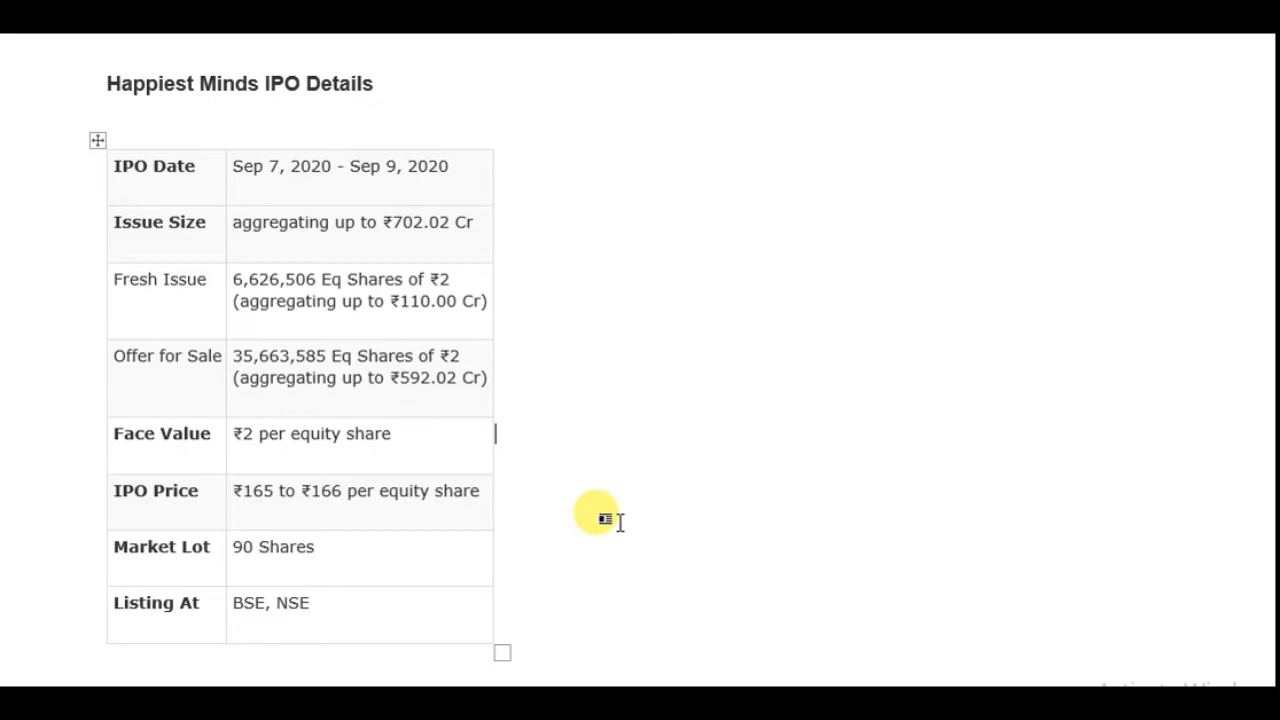 Happiest Minds IPO Details
IPO Date Sep 7, 2020 - Sep 9, 2020
Issue Size aggregating up to ₹702.02 Cr
Fresh Issue 6,626,506 Eq Shares of ₹2
(aggregating up to ₹110.00 Cr)
Offer for Sale 35,663,585 Eq Shares of ₹2
(aggregating up to ₹592.02 Cr)
Face Value ₹2 per equity share
IPO Price ₹165 to ₹166 per equity share
Market Lot 90 Shares
Listing At BSE, NSE